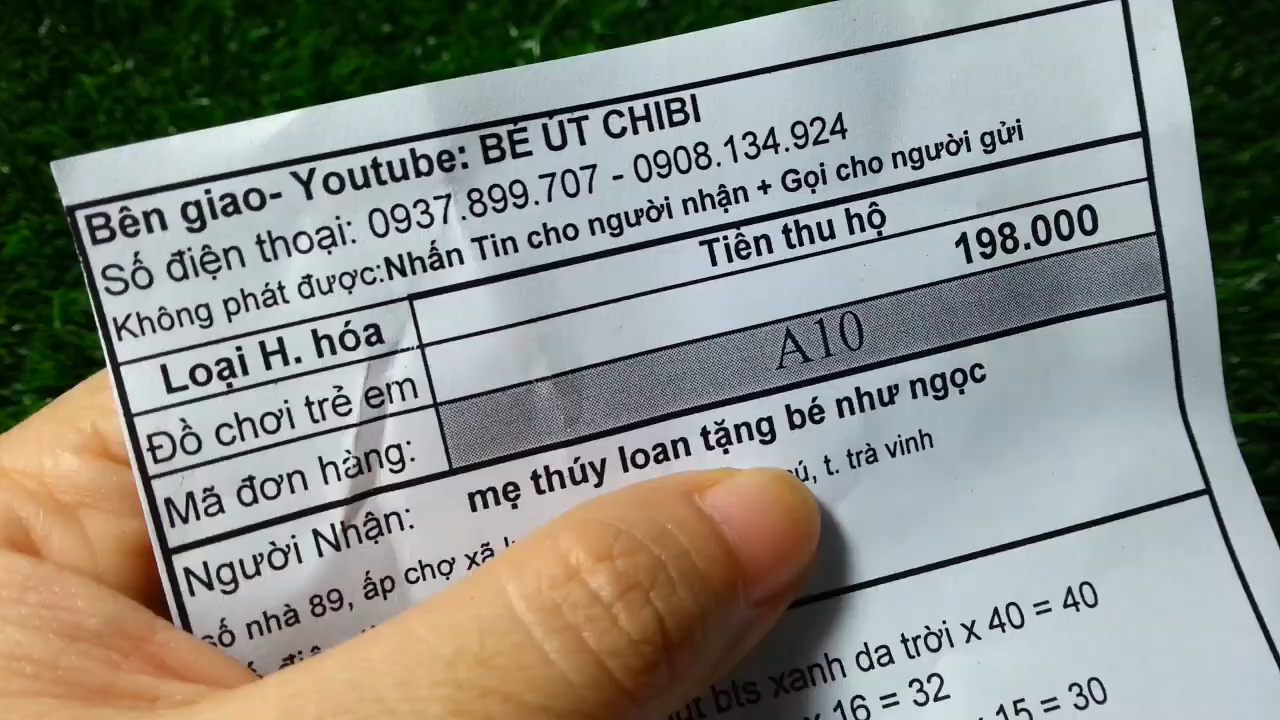 Bên giao- Youtube: BÉ ÚT CHIBI
Số điện thoại: 0937.899.707 - 0908.134.924
Không phát được:Nhấn Tin cho người nhận + Gọi cho người gửi
Loại H. hóa Tiền thu hộ
Đồ chơi trẻ em 198.000
Mã đơn hàng: A10
Người Nhận: mẹ thúy loan tặng bé như ngọc
số nhà 89, ấp chợ xã t. trà vinh
bts xanh da trời x 40 = 40
x 16 = 32
15 = 30